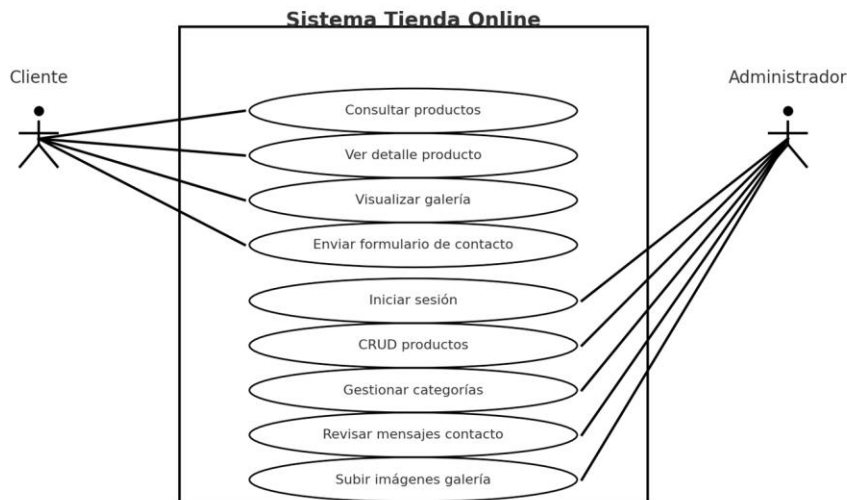 Sistema Tienda Online
Cliente
Administrador
Consultar productos
Ver detalle producto
Visualizar galería
Enviar formulario de contacto
Iniciar sesión
CRUD productos
Gestionar categorías
Revisar mensajes contacto
Subir imágenes galería